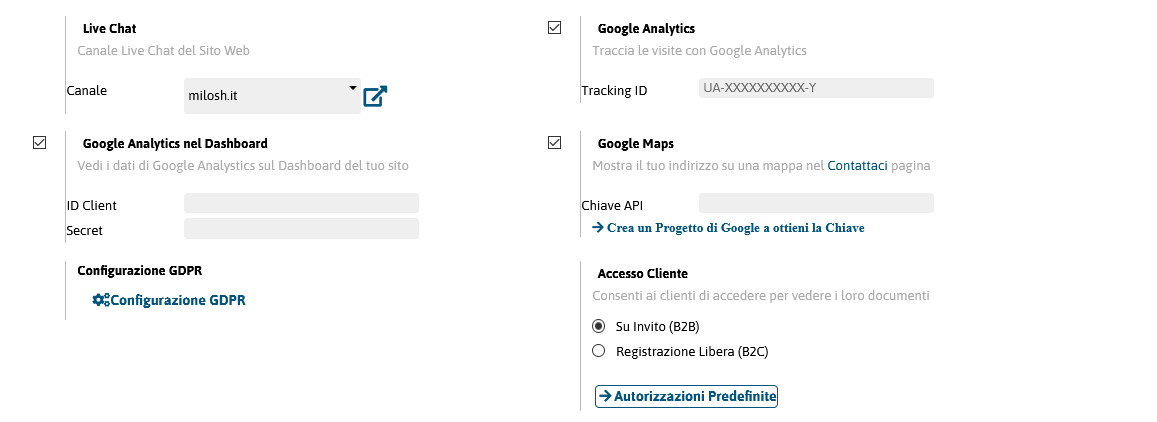 Live Chat
Canale Live Chat del Sito Web
Canale
milosh.it
Google Analytics
Traccia le visite con Google Analytics
Tracking ID
UA-XXXXXXXXXX-Y
Google Analytics nel Dashboard
Vedi i dati di Google Analystics sul Dashboard del tuo sito
ID Client
Secret
Google Maps
Mostra il tuo indirizzo su una mappa nel Contattaci pagina
Chiave API
Crea un Progetto di Google a ottieni la Chiave
Configurazione GDPR
Configurazione GDPR
Accesso Cliente
Consenti ai clienti di accedere per vedere i loro documenti
Su Invito (B2B)
Registrazione Libera (B2C)
Autorizzazioni Predefinite